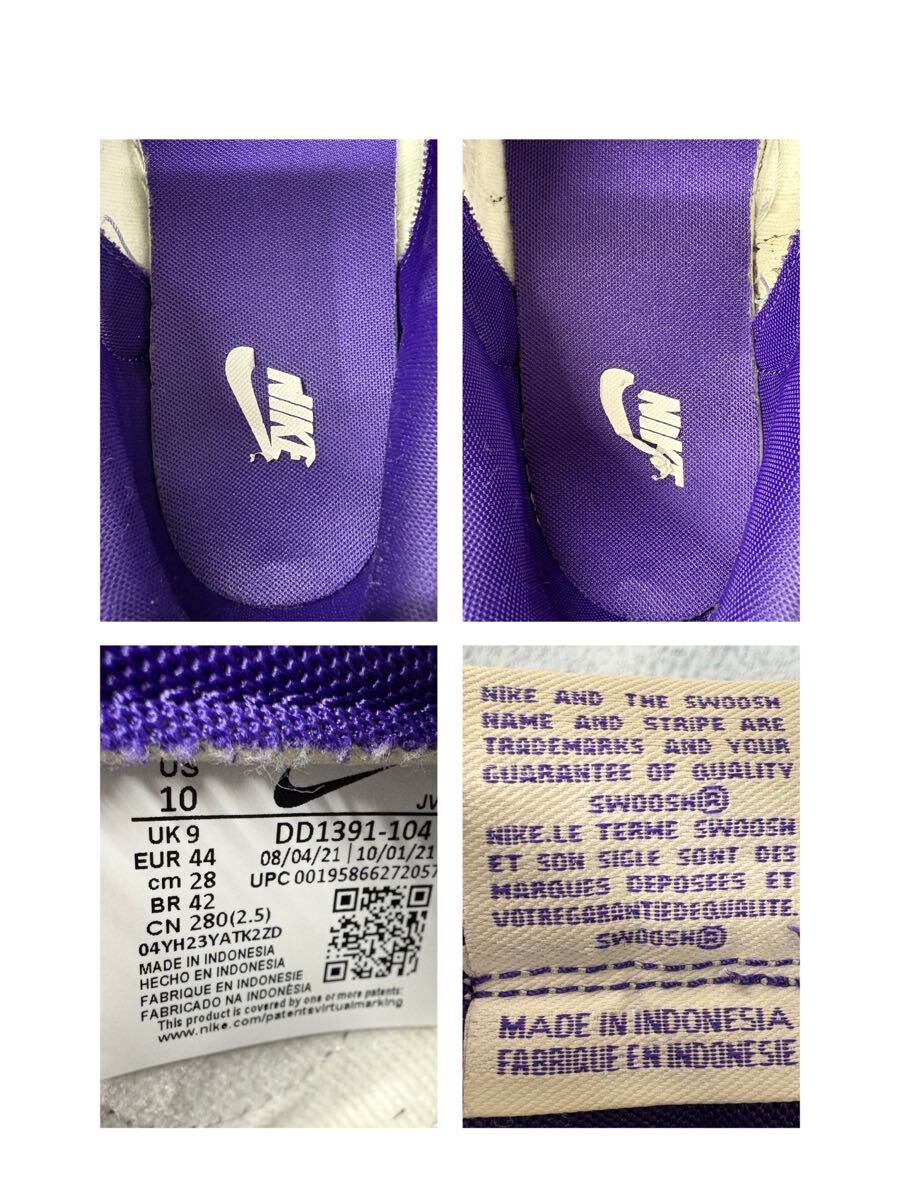 NIKE
NIKE
US
10
UK 9
EUR 44
cm 28
BR 42
CN 280(2.5)
04YH23YATK2ZD
MADE IN INDONESIA
HECHO EN INDONESIA
FABRIQUE EN INDONESIE
FABRICADO NA INDONÉSIA
This product is covered by one or more patents:
www.nike.com/patentsvirtualmarking
JV
DD1391-104
08/04/21 | 10/01/21
UPC 00195866272057
NIKE AND THE SWOOSH
NAME AND STRIPE ARE
TRADEMARKS AND YOUR
GUARANTEE OF QUALITY
SWOOSH®
NIKE.LE TERME SWOOSH
ET SON SIGLE SONT DES
MARQUES DEPOSEES ET
VOTREGARANTIEDEQUALITE.
SWOOSH®
MADE IN INDONESIA
FABRIQUE EN INDONESIE